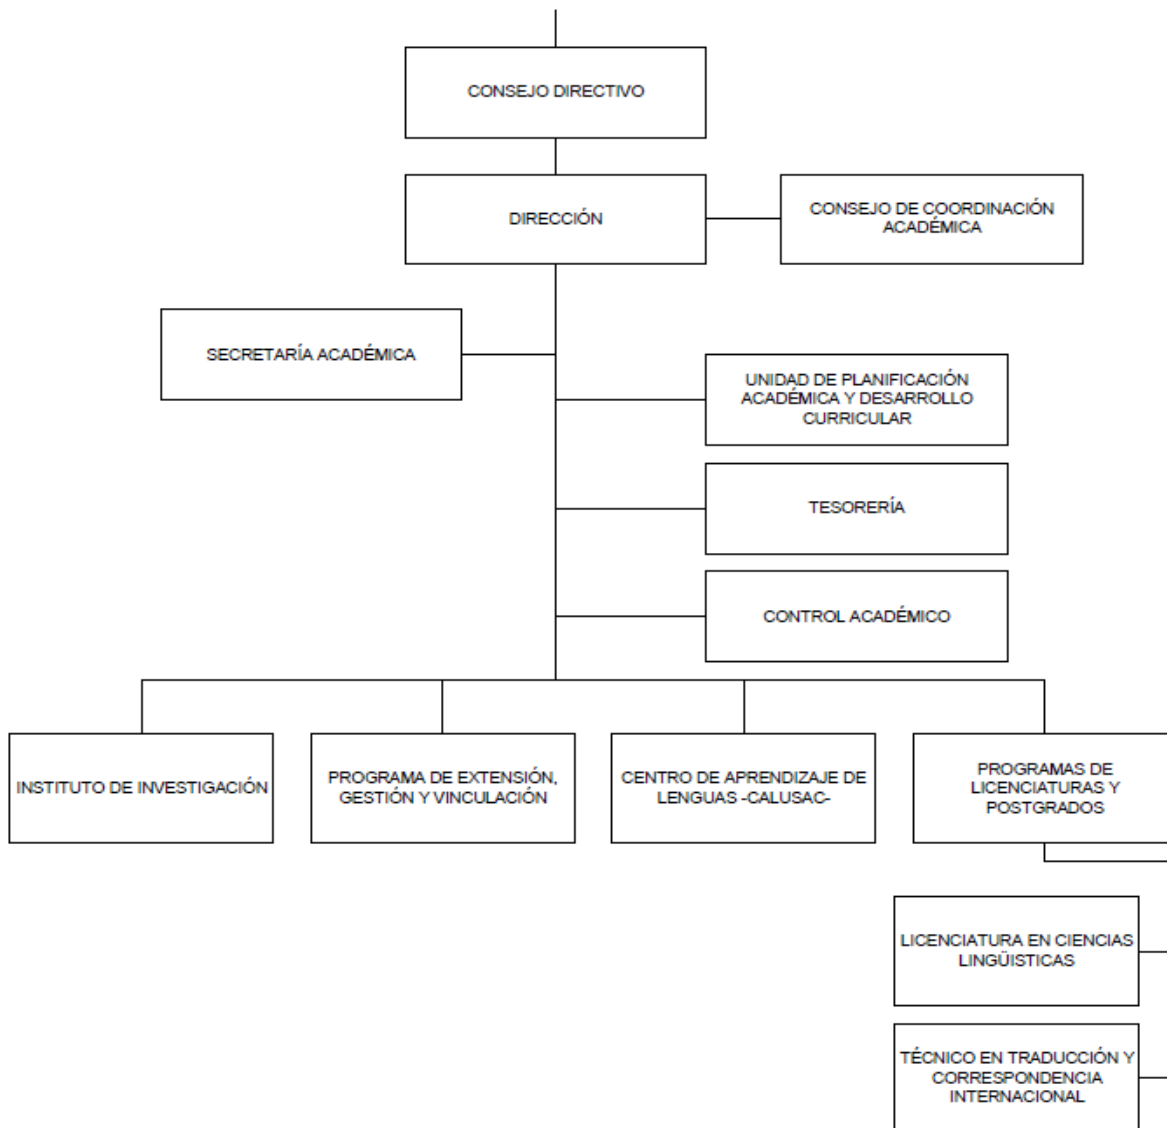 CONSEJO DIRECTIVO
DIRECCIÓN
CONSEJO DE COORDINACIÓN
ACADÉMICA
SECRETARÍA ACADÉMICA
UNIDAD DE PLANIFICACIÓN
ACADÉMICA Y DESARROLLO
CURRICULAR
TESORERÍA
CONTROL ACADÉMICO
INSTITUTO DE INVESTIGACIÓN
PROGRAMA DE EXTENSIÓN,
GESTIÓN Y VINCULACIÓN
CENTRO DE APRENDIZAJE DE
LENGUAS -CALUSAC-
PROGRAMAS DE
LICENCIATURAS Y
POSTGRADOS
LICENCIATURA EN CIENCIAS
LINGÜISTICAS
TÉCNICO EN TRADUCCIÓN Y
CORRESPONDENCIA
INTERNACIONAL